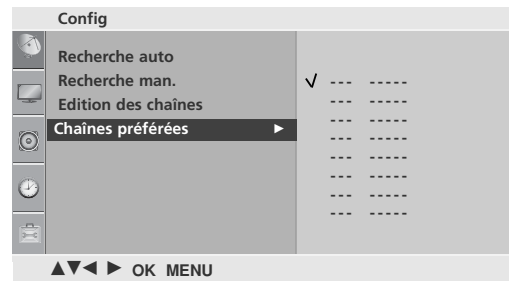 Config
Recherche auto
Recherche man.
Edition des chaînes
Chaînes préférées ►
√ --- -----
--- -----
--- -----
--- -----
--- -----
--- -----
--- -----
--- -----
▲▼◄ ► OK MENU